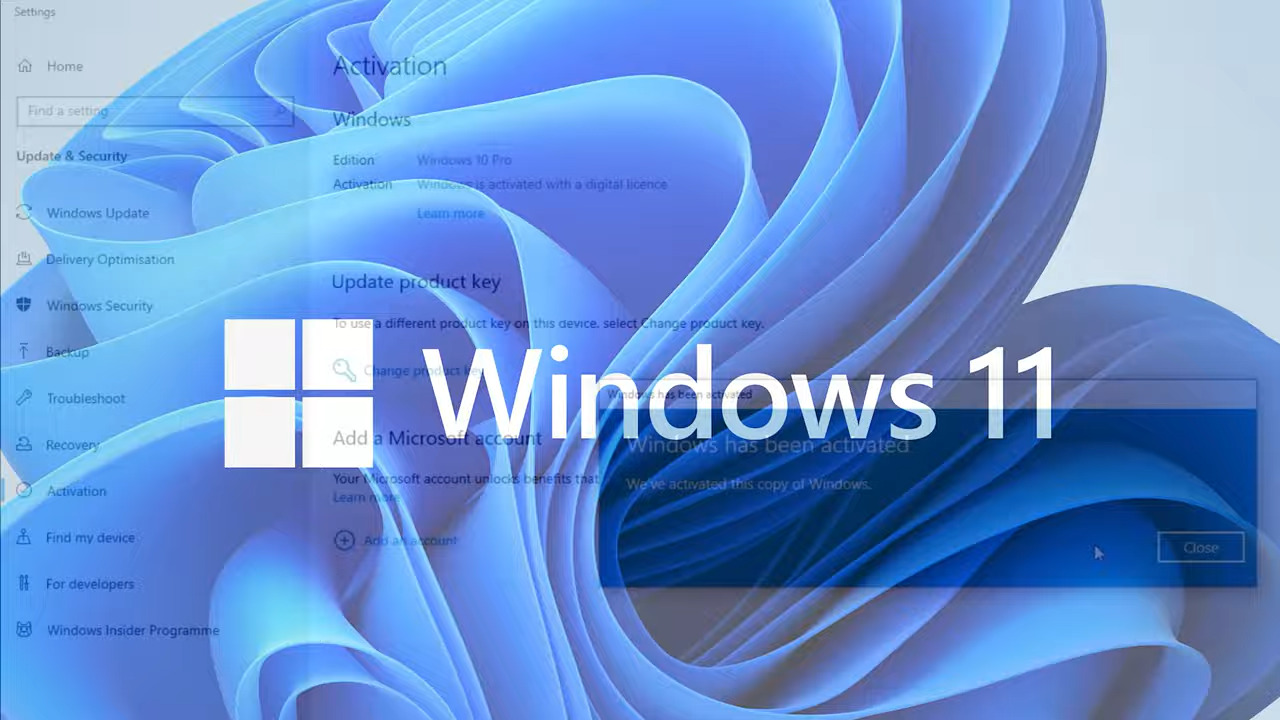 Settings
Home
Find a setting
Update & Security
Windows Update
Delivery Optimisation
Windows Security
Backup
Troubleshoot
Recovery
Activation
Find my device
For developers
Windows Insider Programme
Activation
Windows
Edition Windows 10 Pro
Activation Windows is activated with a digital licence
Learn more
Update product key
To use a different product key on this device, select Change product key.
Change product key
Add a Microsoft account
Your Microsoft account unlocks benefits that
Learn more
Add an account
Windows 11
Windows has been activated
Windows has been activated
We've activated this copy of Windows.
Close